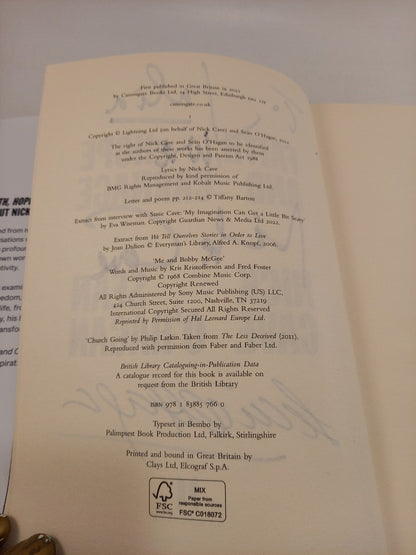 First published in Great Britain in 2022
by Canongate Books Ltd, 14 High Street, Edinburgh EH1 1TE
canongate.co.uk
1
Copyright © Lightning Ltd (on behalf of Nick Cave) and Seán O'Hagan, 2022
The right of Nick Cave and Seán O'Hagan to be identified
as the authors of these works has been asserted by them
under the Copyright, Designs and Patents Act 1988
Lyrics by Nick Cave
Reproduced by kind permission of
BMG Rights Management and Kobalt Music Publishing Ltd.
Letter and poem pp. 222–224 © Tiffany Barton
Extract from interview with Susie Cave: 'My Imagination Can Get a Little Bit Scary'
by Eva Wiseman. Copyright Guardian News & Media Ltd 2022.
Extract from We Tell Ourselves Stories in Order to Live
by Joan Didion © Everyman's Library, Alfred A. Knopf, 2006.
'Me and Bobby McGee'
Words and Music by Kris Kristofferson and Fred Foster
Copyright © 1968 Combine Music Corp.
Copyright Renewed
All Rights Administered by Sony Music Publishing (US) LLC,
424 Church Street, Suite 1200, Nashville, TN 37219
International Copyright Secured All Rights Reserved
Reprinted by Permission of Hal Leonard Europe Ltd.
'Church Going' by Philip Larkin. Taken from The Less Deceived (2011).
Reproduced with permission from Faber and Faber Ltd.
British Library Cataloguing-in-Publication Data
A catalogue record for this book is available on
request from the British Library
ISBN 978 1 83885 766 0
Typeset in Bembo by
Palimpsest Book Production Ltd, Falkirk, Stirlingshire
Printed and bound in Great Britain by
Clays Ltd, Elcograf S.p.A.
FSC
www.fsc.org
MIX
Paper from
responsible sources
FSC® C018072